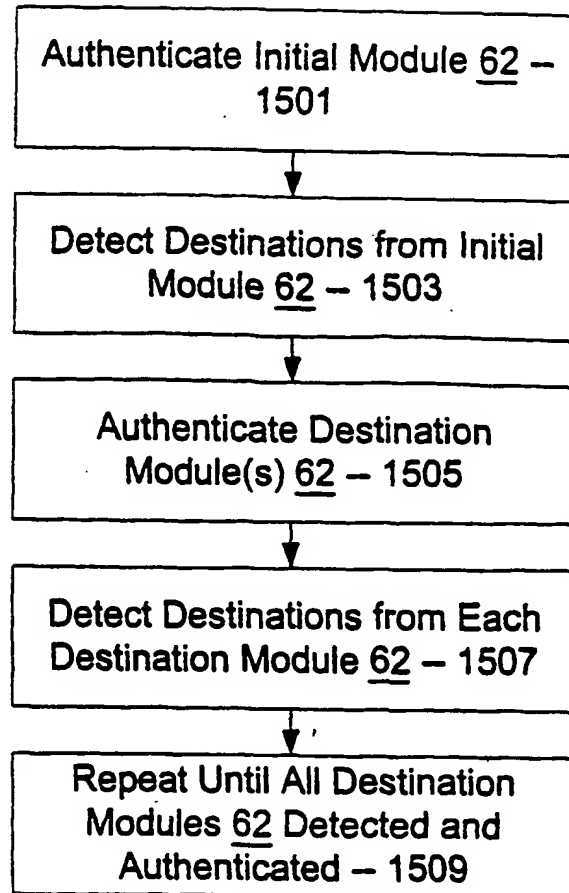 Authenticate Initial Module 62 –
1501
Detect Destinations from Initial
Module 62 – 1503
Authenticate Destination
Module(s) 62 – 1505
Detect Destinations from Each
Destination Module 62 – 1507
Repeat Until All Destination
Modules 62 Detected and
Authenticated – 1509